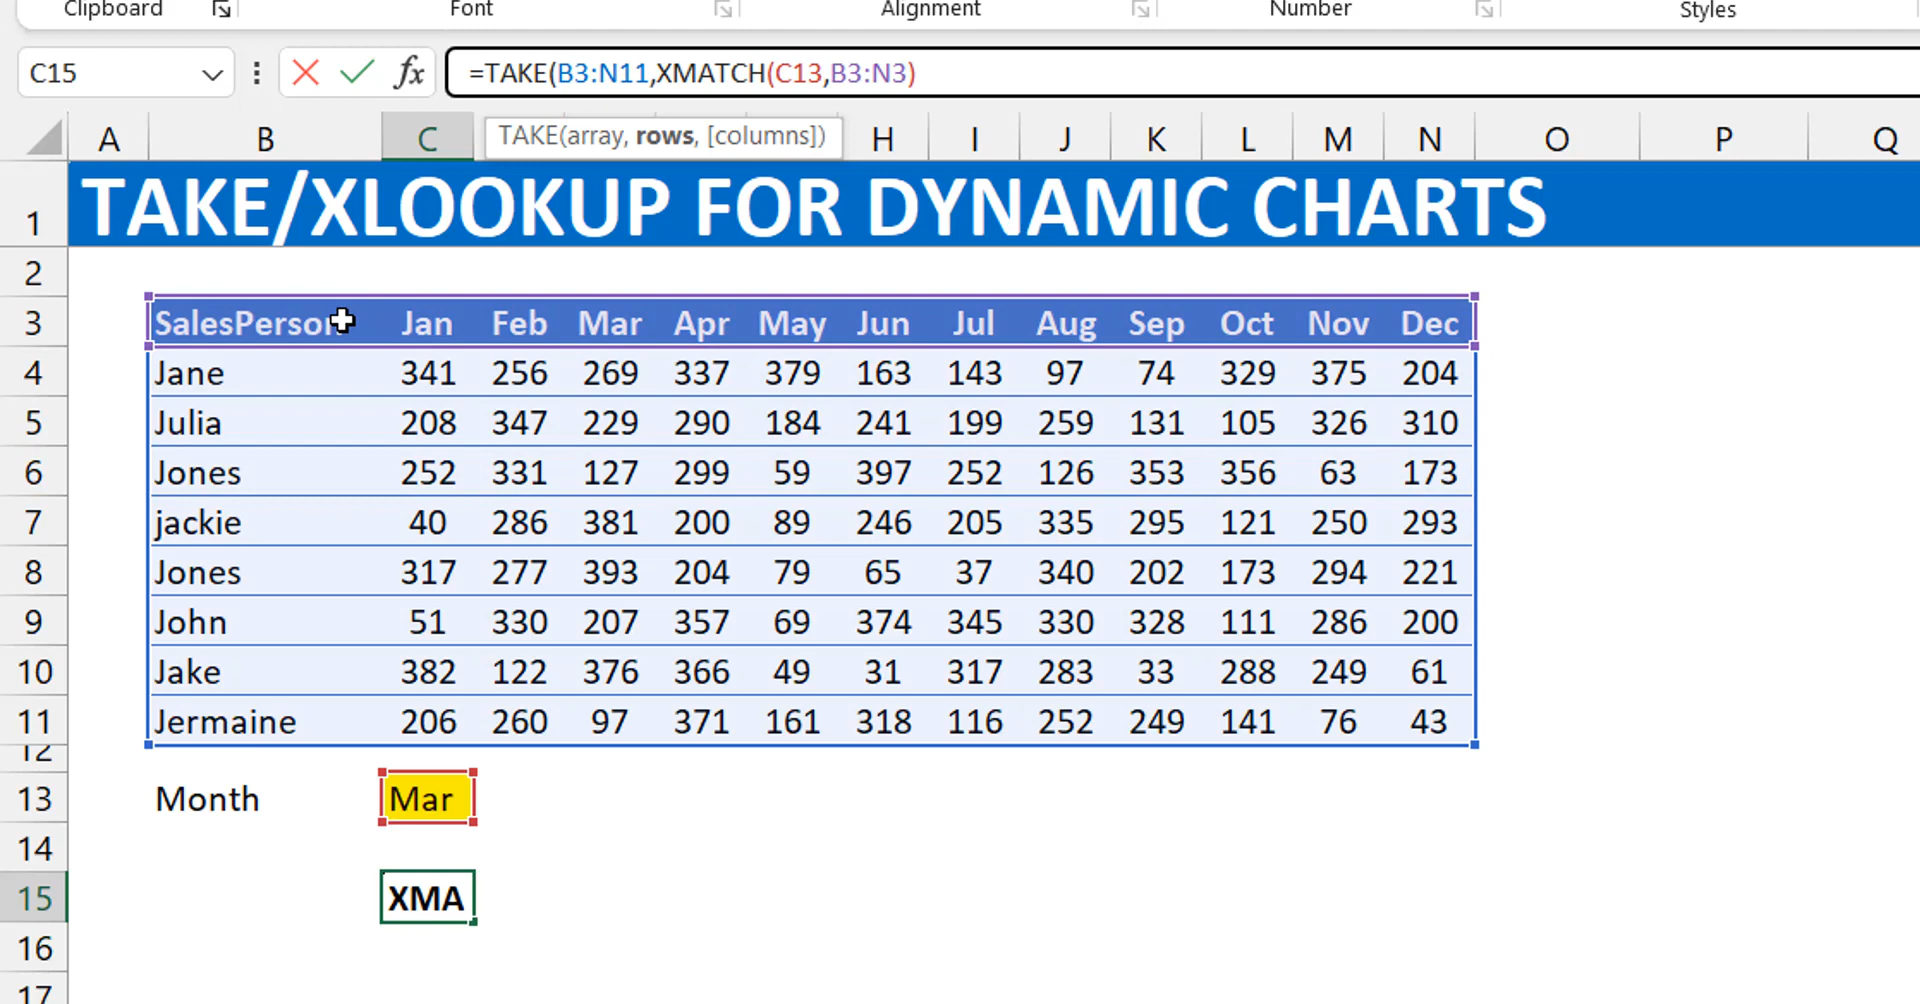 Clipboard Font Alignment Number Styles
C15 fx =TAKE(B3:N11,XMATCH(C13,B3:N3)
TAKE(array, rows, [columns])
A B C H I J K L M N O P Q
1 TAKE/XLOOKUP FOR DYNAMIC CHARTS
2
3 SalesPerson Jan Feb Mar Apr May Jun Jul Aug Sep Oct Nov Dec
4 Jane 341 256 269 337 379 163 143 97 74 329 375 204
5 Julia 208 347 229 290 184 241 199 259 131 105 326 310
6 Jones 252 331 127 299 59 397 252 126 353 356 63 173
7 jackie 40 286 381 200 89 246 205 335 295 121 250 293
8 Jones 317 277 393 204 79 65 37 340 202 173 294 221
9 John 51 330 207 357 69 374 345 330 328 111 286 200
10 Jake 382 122 376 366 49 31 317 283 33 288 249 61
11 Jermaine 206 260 97 371 161 318 116 252 249 141 76 43
12
13 Month Mar
14
15 XMA
16
17